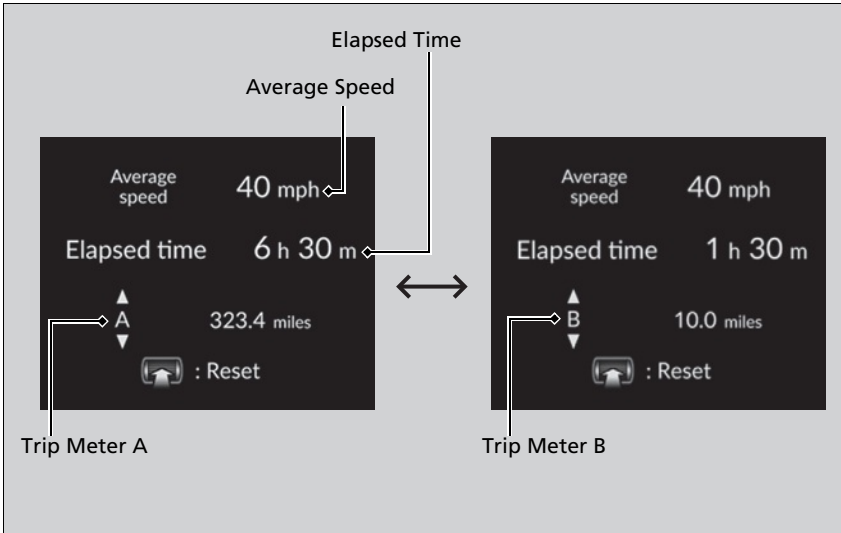 Elapsed Time
Average Speed
Average
speed
40 mph
Elapsed time 6 h 30 m
A 323.4 miles
: Reset
Trip Meter A
Average
speed
40 mph
Elapsed time 1 h 30 m
B 10.0 miles
: Reset
Trip Meter B